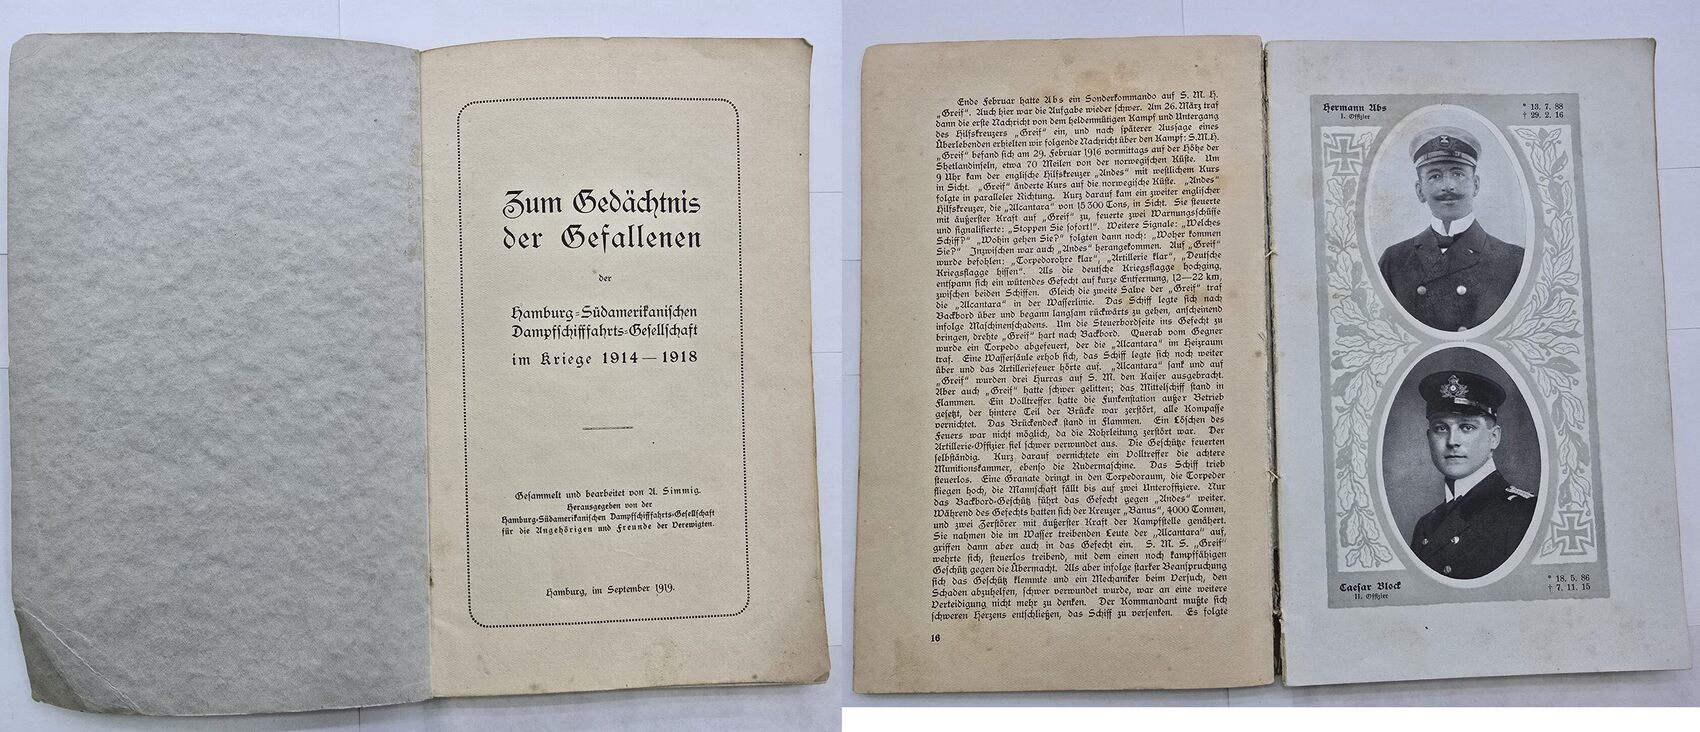 Zum Gedächtnis
der Gefallenen
der
Hamburg-Südamerikanischen
Dampfschifffahrts-Gesellschaft
im Kriege 1914—1918
Gesammelt und bearbeitet von A. Simmig.
Herausgegeben von der
Hamburg-Südamerikanischen Dampfschifffahrts-Gesellschaft
für die Angehörigen und Freunde der Verewigten.
Hamburg, im September 1919.
Ende Februar hatte Abs ein Sonderkommando auf S. M. H.
„Greif“. Auch hier war die Aufgabe wieder schwer. Am 26. März traf
dann die erste Nachricht von dem heldenmütigen Kampf und Untergang
des Hilfskreuzers „Greif“ ein, und nach späterer Aussage eines
Überlebenden erhielten wir folgende Nachricht über den Kampf: S.M.H.
„Greif“ befand sich am 29. Februar 1916 vormittags auf der Höhe der
Shetlandinseln, etwa 70 Meilen von der norwegischen Küste. Um
9 Uhr kam der englische Hilfskreuzer „Andes“ mit westlichem Kurs
in Sicht. „Greif“ änderte Kurs auf die norwegische Küste. „Andes“
folgte in paralleler Richtung. Kurz darauf kam ein zweiter englischer
Hilfskreuzer, die „Alcantara“ von 15300 Tons, in Sicht. Sie steuerte
mit äußerster Kraft auf „Greif“ zu, feuerte zwei Warnungsschüsse
und signalisierte: „Stoppen Sie sofort!“. Weitere Signale: „Welches
Schiff?“ „Wohin gehen Sie?“ folgten dann noch: „Woher kommen
Sie?“ Inzwischen war auch „Andes“ herangekommen. Auf „Greif“
wurde befohlen: „Torpedorohre klar“, „Artillerie klar“, „Deutsche
Kriegsflagge hissen“. Als die deutsche Kriegsflagge hochging,
entspann sich ein wütendes Gefecht auf kurze Entfernung, 12—22 km,
zwischen beiden Schiffen. Gleich die zweite Salve der „Greif“ traf
die „Alcantara“ in der Wasserlinie. Das Schiff legte sich nach
Backbord über und begann langsam rückwärts zu gehen, anscheinend
infolge Maschinenschadens. Um die Steuerbordseite ins Gefecht zu
bringen, drehte „Greif“ hart nach Backbord. Querab vom Gegner
wurde ein Torpedo abgefeuert, der die „Alcantara“ im Heizraum
traf. Eine Wassersäule erhob sich, das Schiff legte sich noch weiter
über und das Artilleriefeuer hörte auf. „Alcantara“ sank und auf
„Greif“ wurden drei Hurras auf S. M. den Kaiser ausgebracht.
Aber auch „Greif“ hatte schwer gelitten; das Mittelschiff stand in
Flammen. Ein Volltreffer hatte die Funkenstation außer Betrieb
gesetzt, der hintere Teil der Brücke war zerstört, alle Kompasse
vernichtet. Das Brückendeck stand in Flammen. Ein Löschen des
Feuers war nicht möglich, da die Rohrleitung zerstört war. Der
Artillerie-Offizier fiel schwer verwundet aus. Die Geschütze feuerten
selbständig. Kurz darauf vernichtete ein Volltreffer die achtere
Munitionskammer, ebenso die Rudermaschine. Das Schiff trieb
steuerlos. Eine Granate dringt in den Torpedoraum, die Torpeder
fliegen hoch, die Mannschaft fällt bis auf zwei Unteroffiziere. Nur
das Backbord-Geschütz führt das Gefecht gegen „Andes“ weiter.
Während des Gefechts hatten sich der Kreuzer „Banus“, 4000 Tonnen,
und zwei Zerstörer mit äußerster Kraft der Kampfstelle genähert.
Sie nahmen die im Wasser treibenden Leute der „Alcantara“ auf,
griffen dann aber auch in das Gefecht ein. S. M. S. „Greif“
wehrte sich, steuerlos treibend, mit dem einen noch kampffähigen
Geschütz gegen die Übermacht. Als aber infolge starker Beanspruchung
sich das Geschütz klemmte und ein Mechaniker beim Versuch, den
Schaden abzuhelfen, schwer verwundet wurde, war an eine weitere
Verteidigung nicht mehr zu denken. Der Kommandant mußte sich
schweren Herzens entschließen, das Schiff zu versenken. Es folgte
16
Hermann Abs
I. Offizier
* 13. 7. 88
† 29. 2. 16
Caesar Block
II. Offizier
* 18. 5. 86
† 7. 11. 15